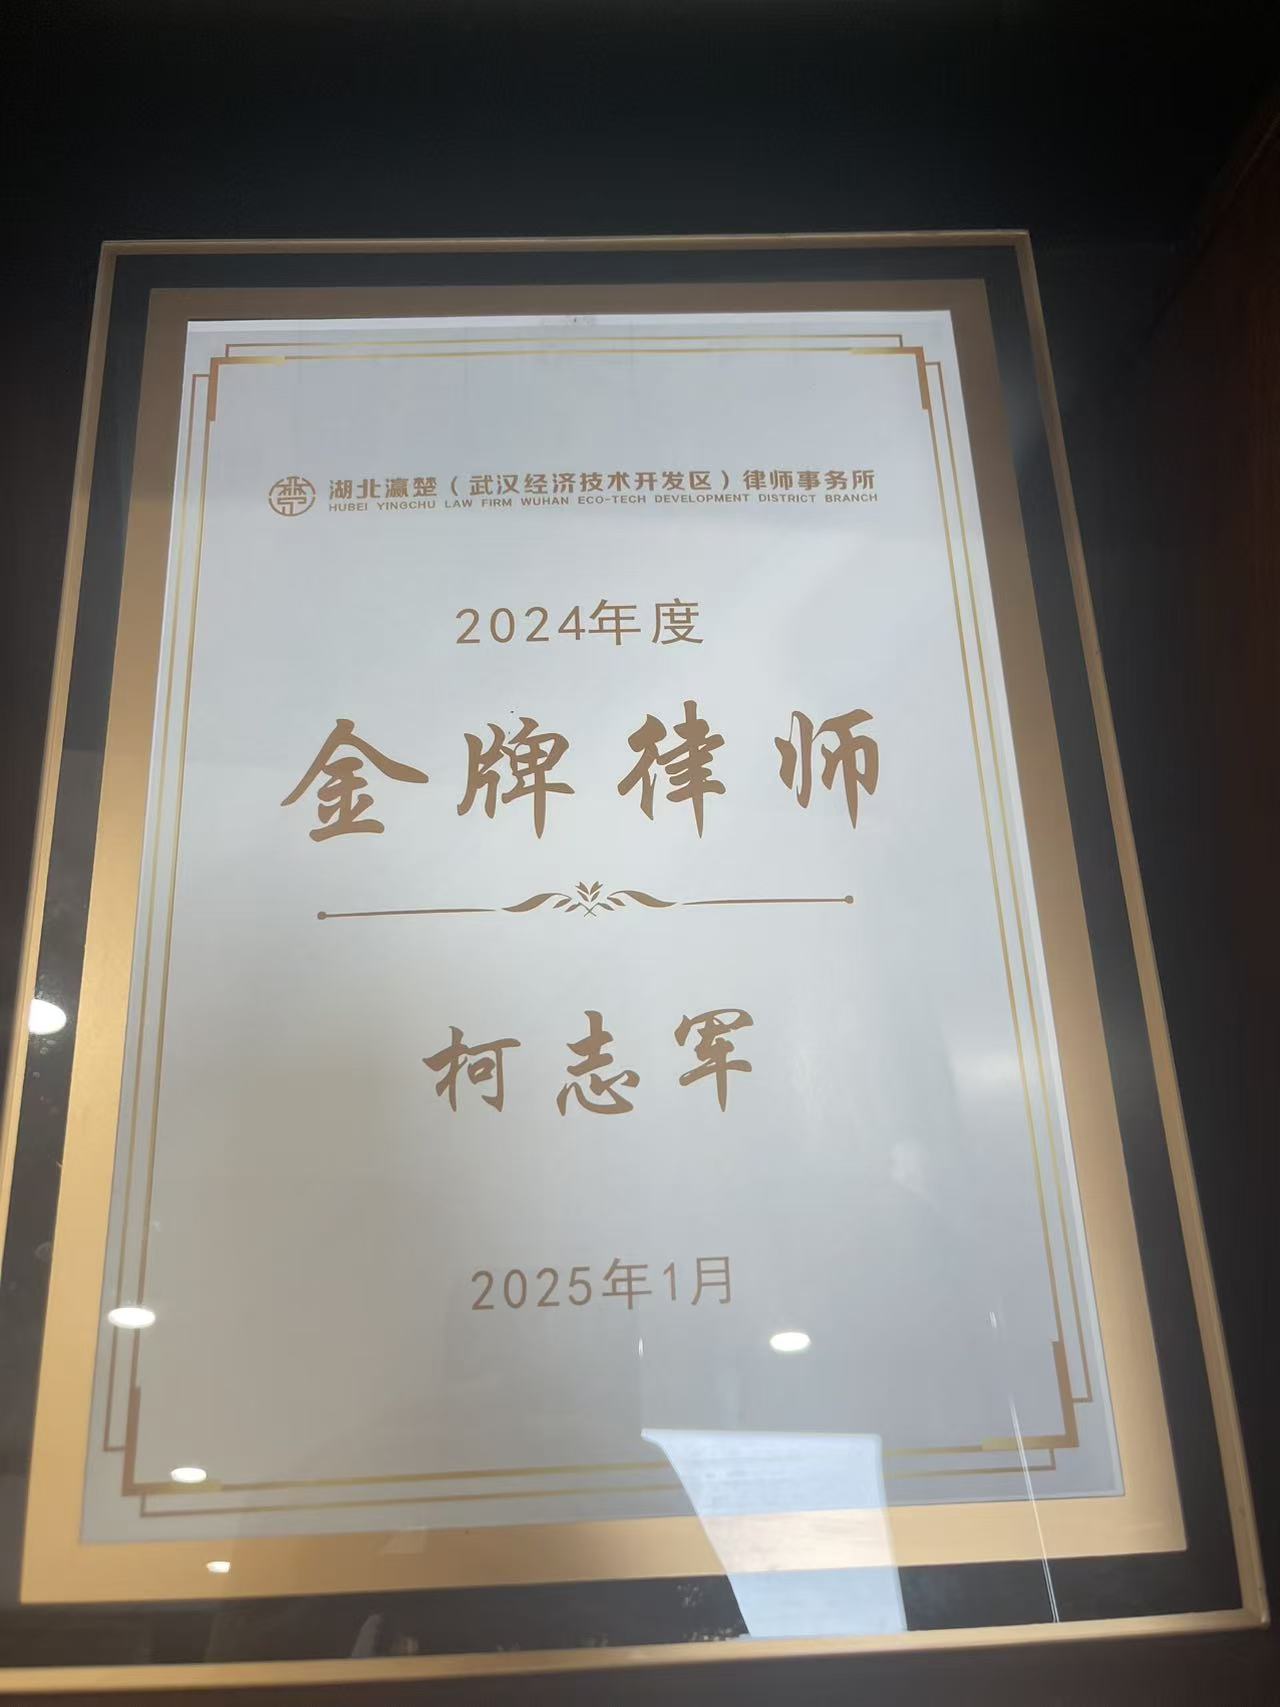 湖北瀛楚（武汉经济技术开发区）律师事务所
HUBEI YINGCHU LAW FIRM WUHAN ECO-TECH DEVELOPMENT DISTRICT BRANCH
2024年度
金牌律师
柯志军
2025年1月